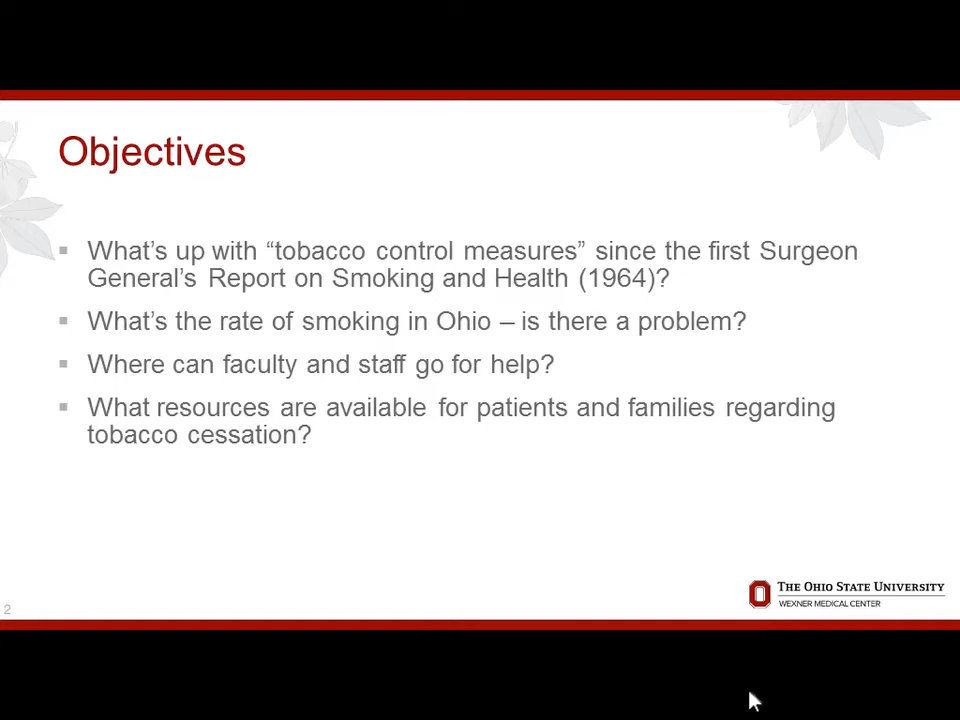 Objectives
▪ What’s up with “tobacco control measures” since the first Surgeon
General’s Report on Smoking and Health (1964)?
▪ What’s the rate of smoking in Ohio – is there a problem?
▪ Where can faculty and staff go for help?
▪ What resources are available for patients and families regarding
tobacco cessation?
THE OHIO STATE UNIVERSITY
WEXNER MEDICAL CENTER
2